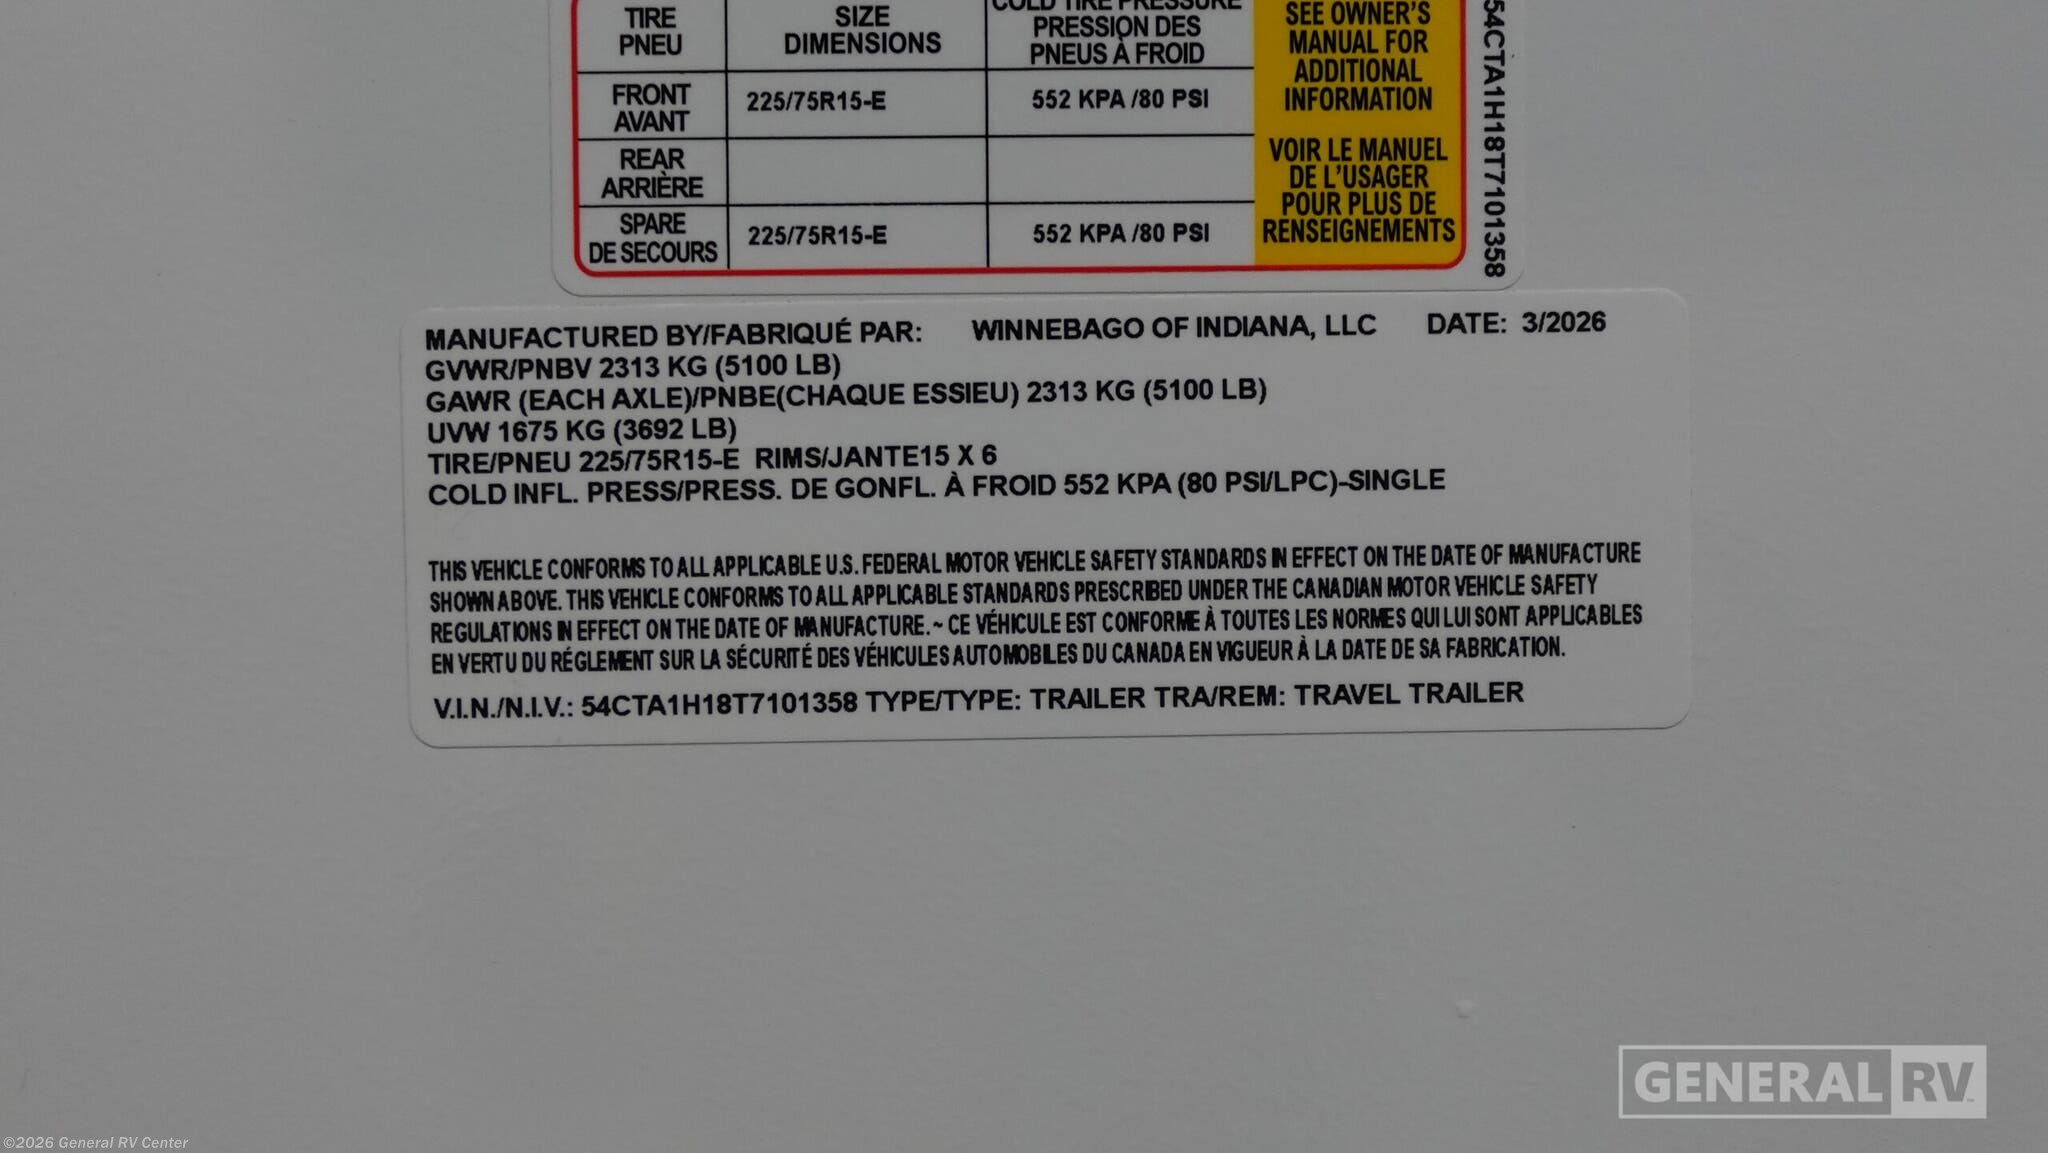 TIRE SIZE COLD TIRE PRESSURE
PNEU DIMENSIONS PRESSION DES
PNEUS À FROID
FRONT 225/75R15-E 552 KPA /80 PSI
AVANT
REAR
ARRIÈRE
SPARE 225/75R15-E 552 KPA /80 PSI
DE SECOURS
SEE OWNER'S
MANUAL FOR
ADDITIONAL
INFORMATION
VOIR LE MANUEL
DE L'USAGER
POUR PLUS DE
RENSEIGNEMENTS
54CTA1H18T7101358
MANUFACTURED BY/FABRIQUÉ PAR: WINNEBAGO OF INDIANA, LLC DATE: 3/2026
GVWR/PNBV 2313 KG (5100 LB)
GAWR (EACH AXLE)/PNBE(CHAQUE ESSIEU) 2313 KG (5100 LB)
UVW 1675 KG (3692 LB)
TIRE/PNEU 225/75R15-E RIMS/JANTE15 X 6
COLD INFL. PRESS/PRESS. DE GONFL. À FROID 552 KPA (80 PSI/LPC)-SINGLE
THIS VEHICLE CONFORMS TO ALL APPLICABLE U.S. FEDERAL MOTOR VEHICLE SAFETY STANDARDS IN EFFECT ON THE DATE OF MANUFACTURE
SHOWN ABOVE. THIS VEHICLE CONFORMS TO ALL APPLICABLE STANDARDS PRESCRIBED UNDER THE CANADIAN MOTOR VEHICLE SAFETY
REGULATIONS IN EFFECT ON THE DATE OF MANUFACTURE. ~ CE VÉHICULE EST CONFORME À TOUTES LES NORMES QUI LUI SONT APPLICABLES
EN VERTU DU RÉGLEMENT SUR LA SÉCURITÉ DES VÉHICULES AUTOMOBILES DU CANADA EN VIGUEUR À LA DATE DE SA FABRICATION.
V.I.N./N.I.V.: 54CTA1H18T7101358 TYPE/TYPE: TRAILER TRA/REM: TRAVEL TRAILER
GENERAL RV
©2026 General RV Center